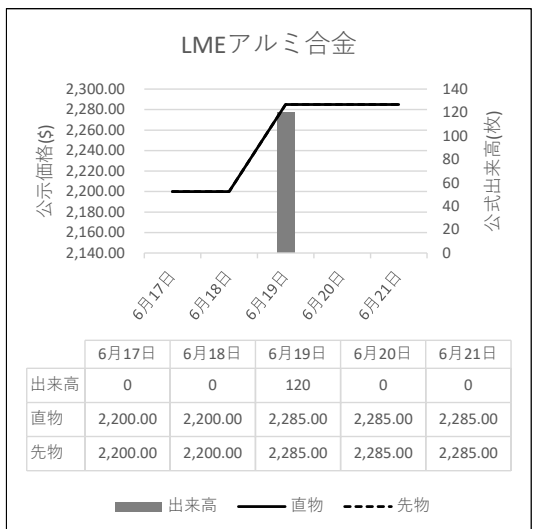 LMEアルミ合金
公示価格($)
2,300.00
2,280.00
2,260.00
2,240.00
2,220.00
2,200.00
2,180.00
2,160.00
2,140.00
140
120
100
80
60
40
20
0
公式出来高(枚)
6月17日
6月18日
6月19日
6月20日
6月21日
6月17日 6月18日 6月19日 6月20日 6月21日
出来高 0 0 120 0 0
直物 2,200.00 2,200.00 2,285.00 2,285.00 2,285.00
先物 2,200.00 2,200.00 2,285.00 2,285.00 2,285.00
出来高 直物 先物